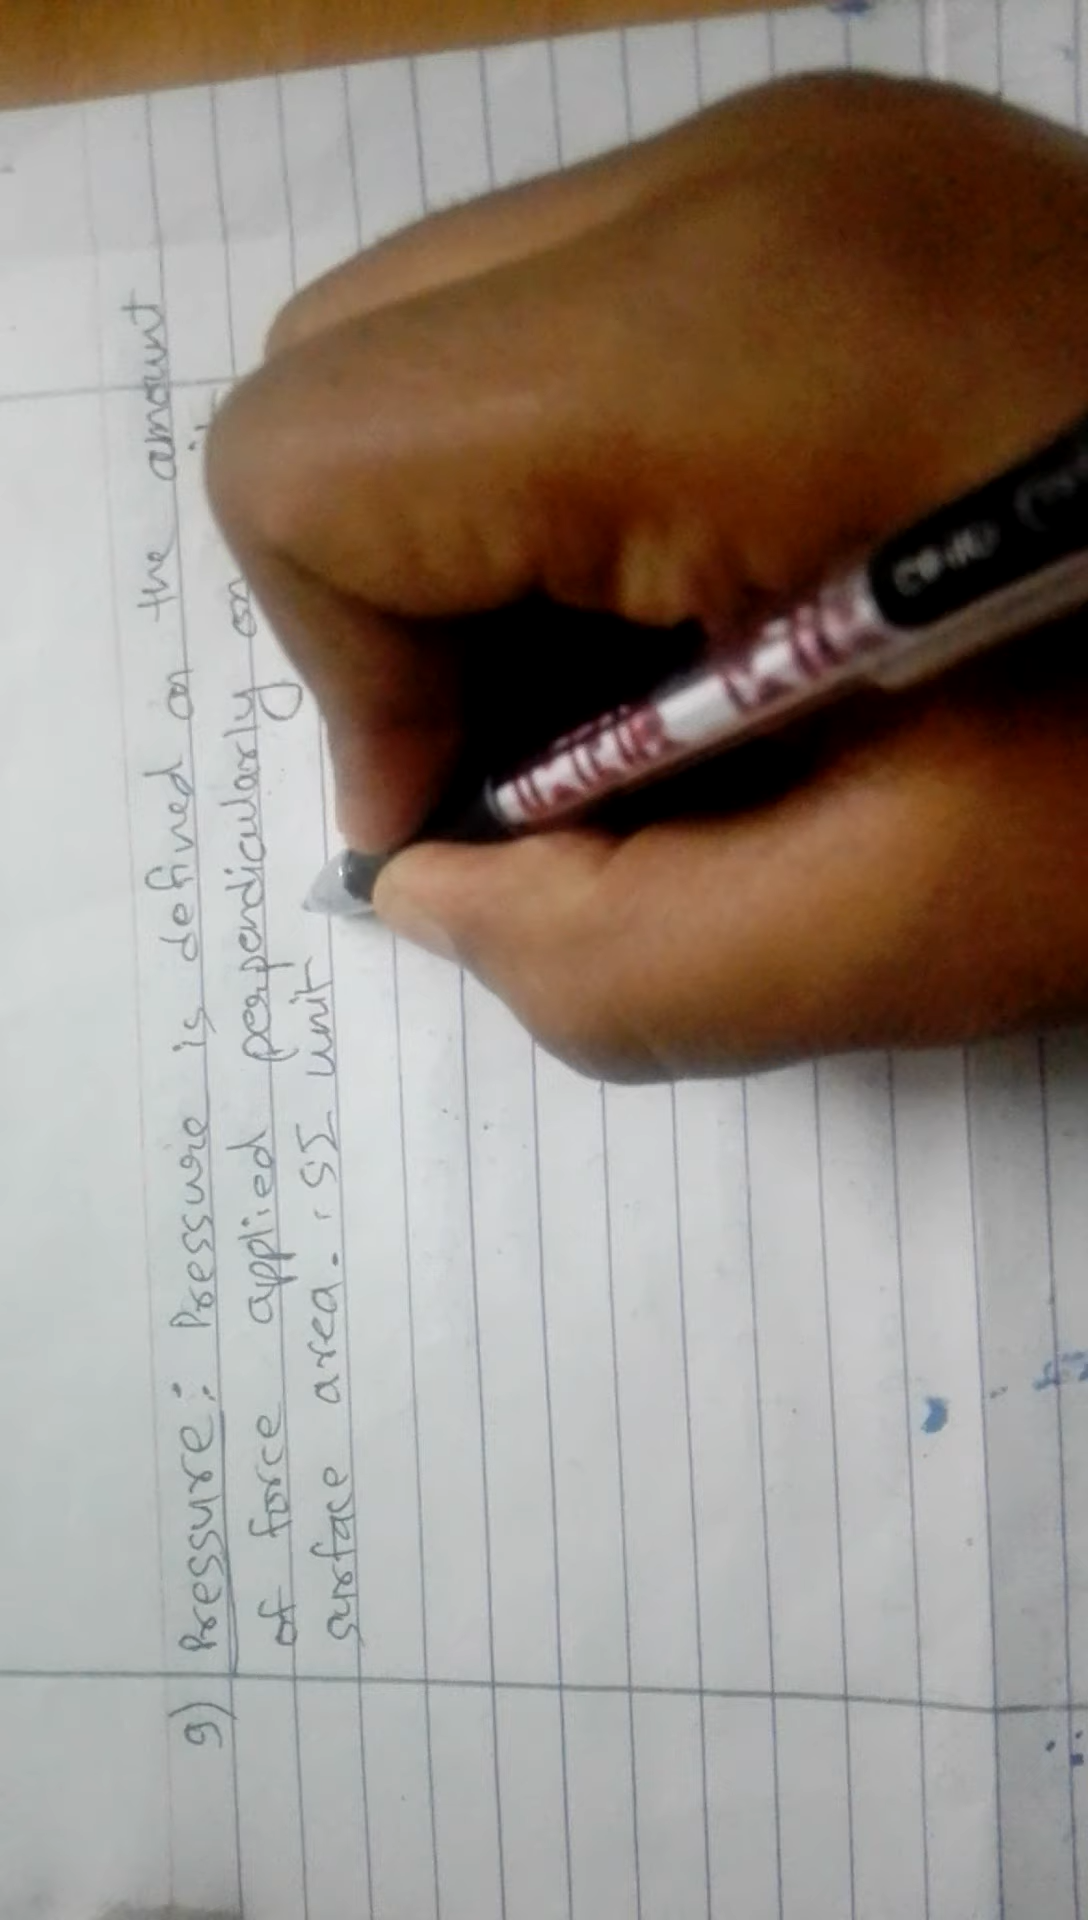 9) Pressure: Pressure is defined as the amount
of force applied perpendicularly on
surface area. SI unit